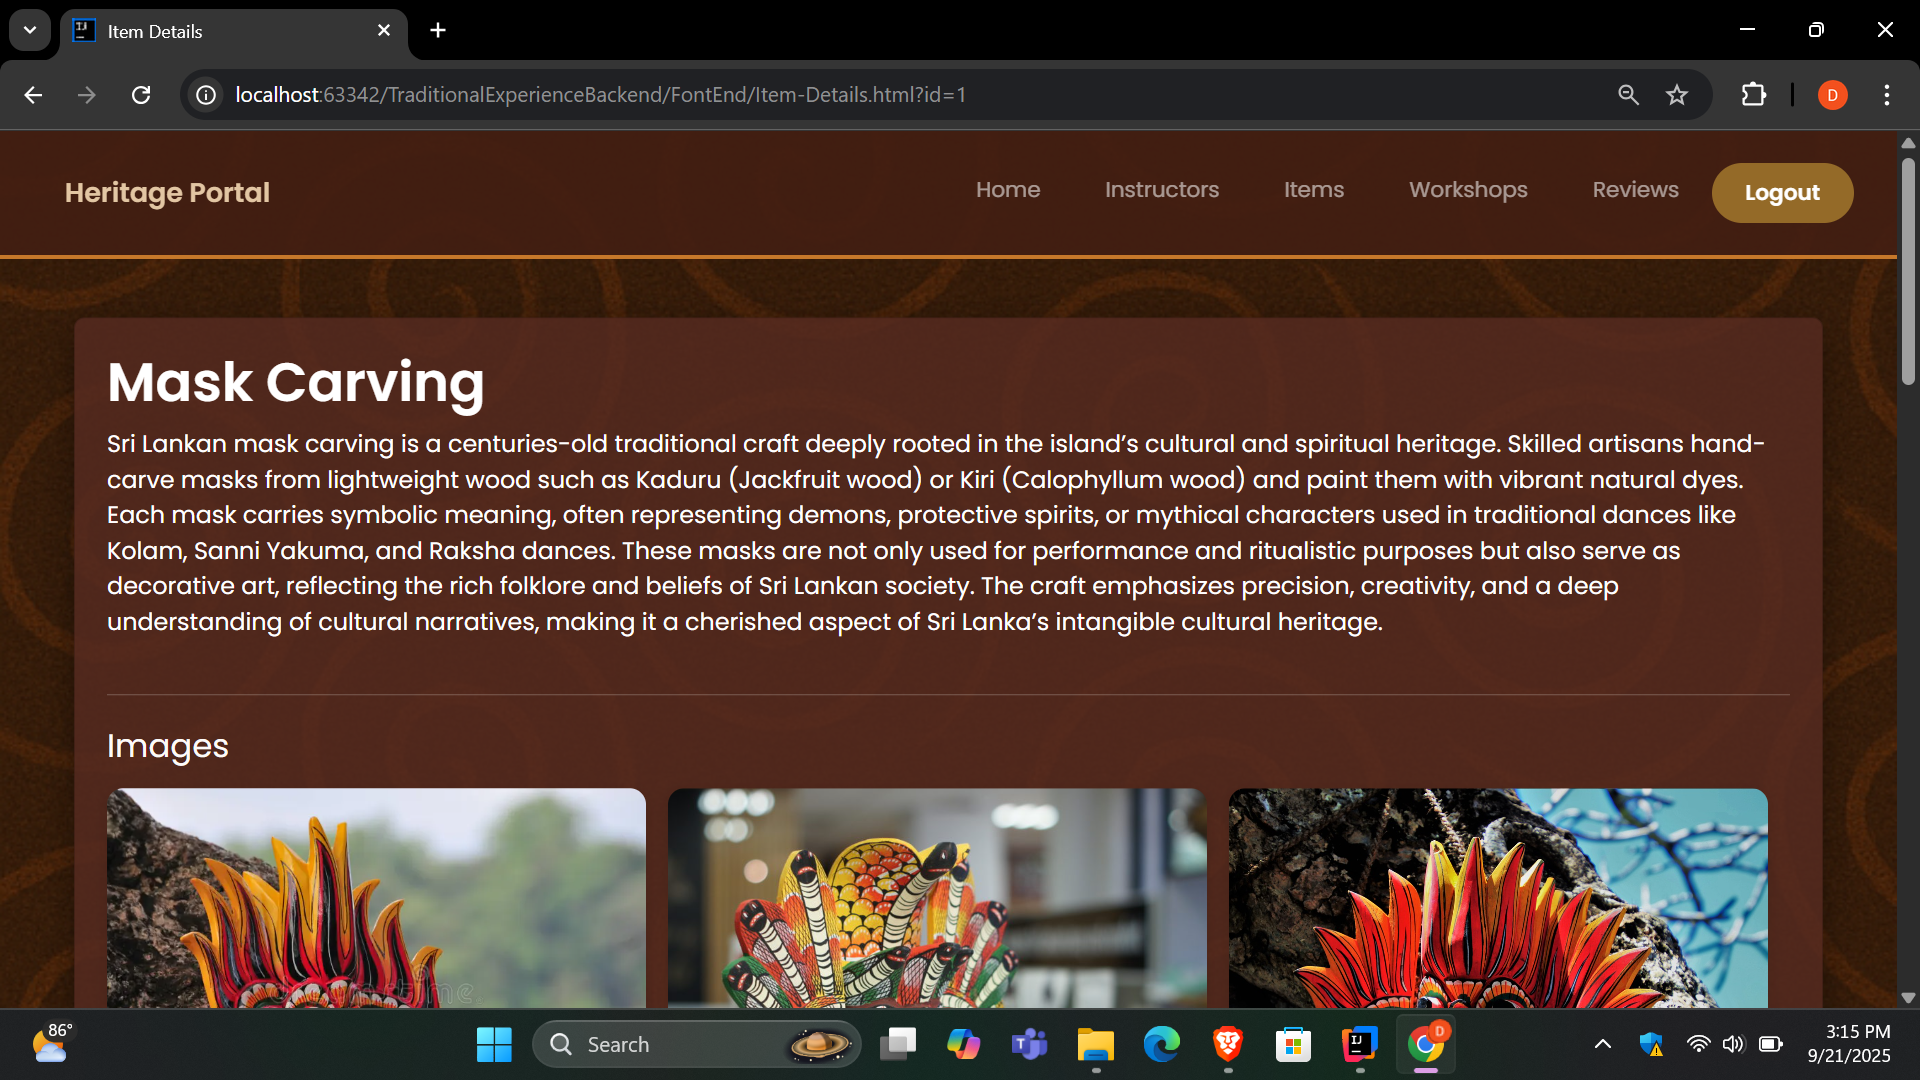 Item Details
localhost:63342/TraditionalExperienceBackend/FontEnd/Item-Details.html?id=1
D
Heritage Portal
Home
Instructors
Items
Workshops
Reviews
Logout
Mask Carving
Sri Lankan mask carving is a centuries-old traditional craft deeply rooted in the island’s cultural and spiritual heritage. Skilled artisans hand-
carve masks from lightweight wood such as Kaduru (Jackfruit wood) or Kiri (Calophyllum wood) and paint them with vibrant natural dyes.
Each mask carries symbolic meaning, often representing demons, protective spirits, or mythical characters used in traditional dances like
Kolam, Sanni Yakuma, and Raksha dances. These masks are not only used for performance and ritualistic purposes but also serve as
decorative art, reflecting the rich folklore and beliefs of Sri Lankan society. The craft emphasizes precision, creativity, and a deep
understanding of cultural narratives, making it a cherished aspect of Sri Lanka’s intangible cultural heritage.
Images
86°
Search
D
3:15 PM
9/21/2025